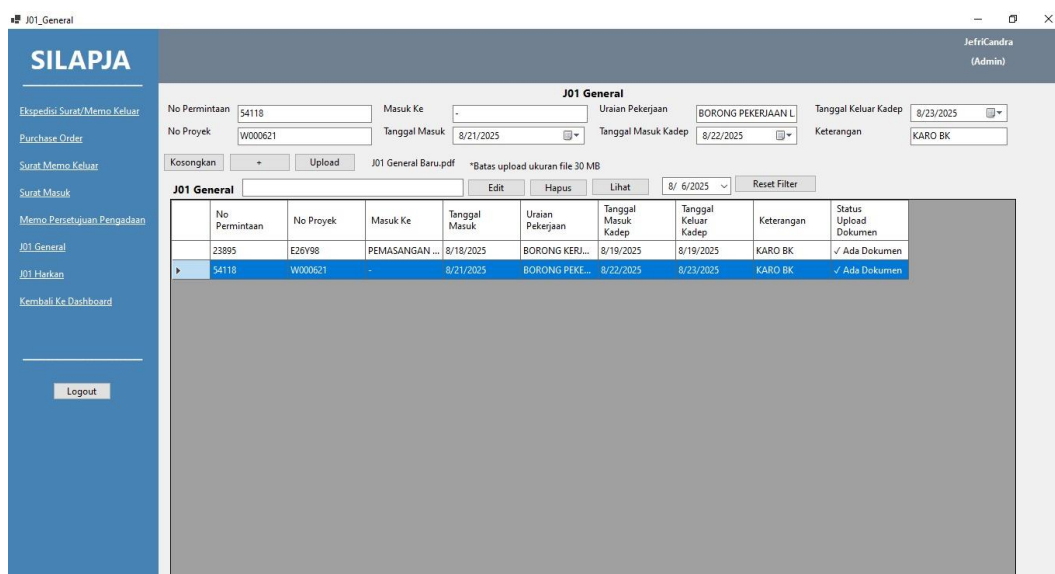 J01_General
JefriCandra
(Admin)
SILAPJA
Ekspedisi Surat/Memo Keluar
Purchase Order
Surat Memo Keluar
Surat Masuk
Memo Persetujuan Pengadaan
J01 General
J01 Harkan
Kembali Ke Dashboard
Logout
J01 General
No Permintaan 54118 Masuk Ke - Uraian Pekerjaan BORONG PEKERJAAN L Tanggal Keluar Kadep 8/23/2025
No Proyek W000621 Tanggal Masuk 8/21/2025 Tanggal Masuk Kadep 8/22/2025 Keterangan KARO BK
Kosongkan + Upload J01 General Baru.pdf *Batas upload ukuran file 30 MB
J01 General Edit Hapus Lihat 8/ 6/2025 Reset Filter
No Permintaan No Proyek Masuk Ke Tanggal Masuk Uraian Pekerjaan Tanggal Masuk Kadep Tanggal Keluar Kadep Keterangan Status Upload Dokumen
23895 E26Y98 PEMASANGAN ... 8/18/2025 BORONG KERJ... 8/19/2025 8/19/2025 KARO BK ✓ Ada Dokumen
54118 W000621 - 8/21/2025 BORONG PEKE... 8/22/2025 8/23/2025 KARO BK ✓ Ada Dokumen